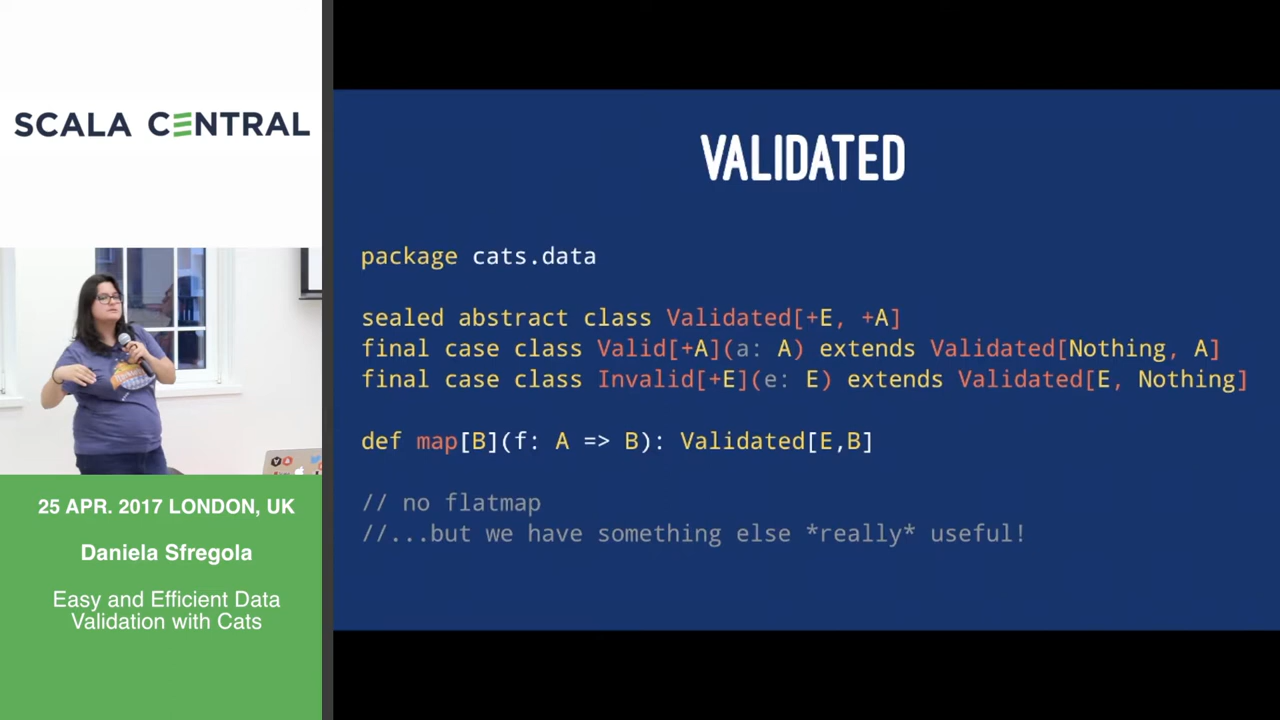 SCALA CENTRAL
25 APR. 2017 LONDON, UK
Daniela Sfregola
Easy and Efficient Data
Validation with Cats
VALIDATED
package cats.data
sealed abstract class Validated[+E, +A]
final case class Valid[+A](a: A) extends Validated[Nothing, A]
final case class Invalid[+E](e: E) extends Validated[E, Nothing]
def map[B](f: A => B): Validated[E,B]
// no flatmap
//...but we have something else *really* useful!